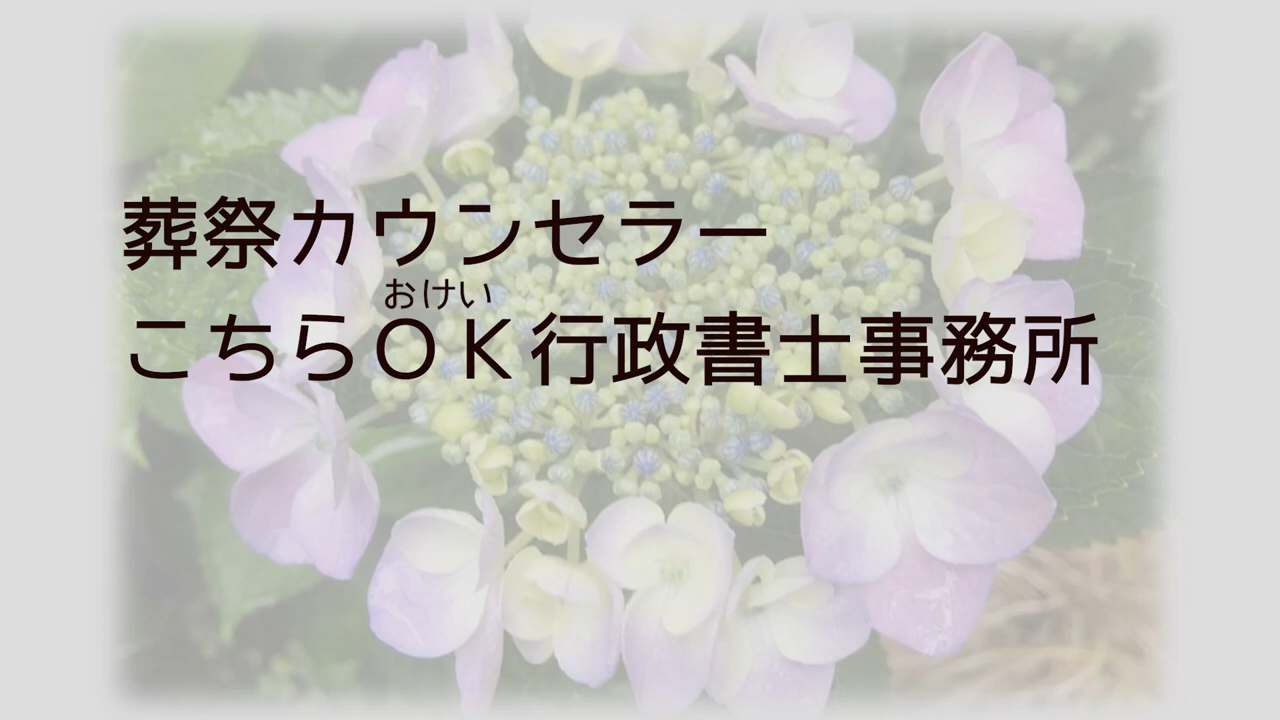 葬祭カウンセラー
おけい
こちらＯＫ行政書士事務所